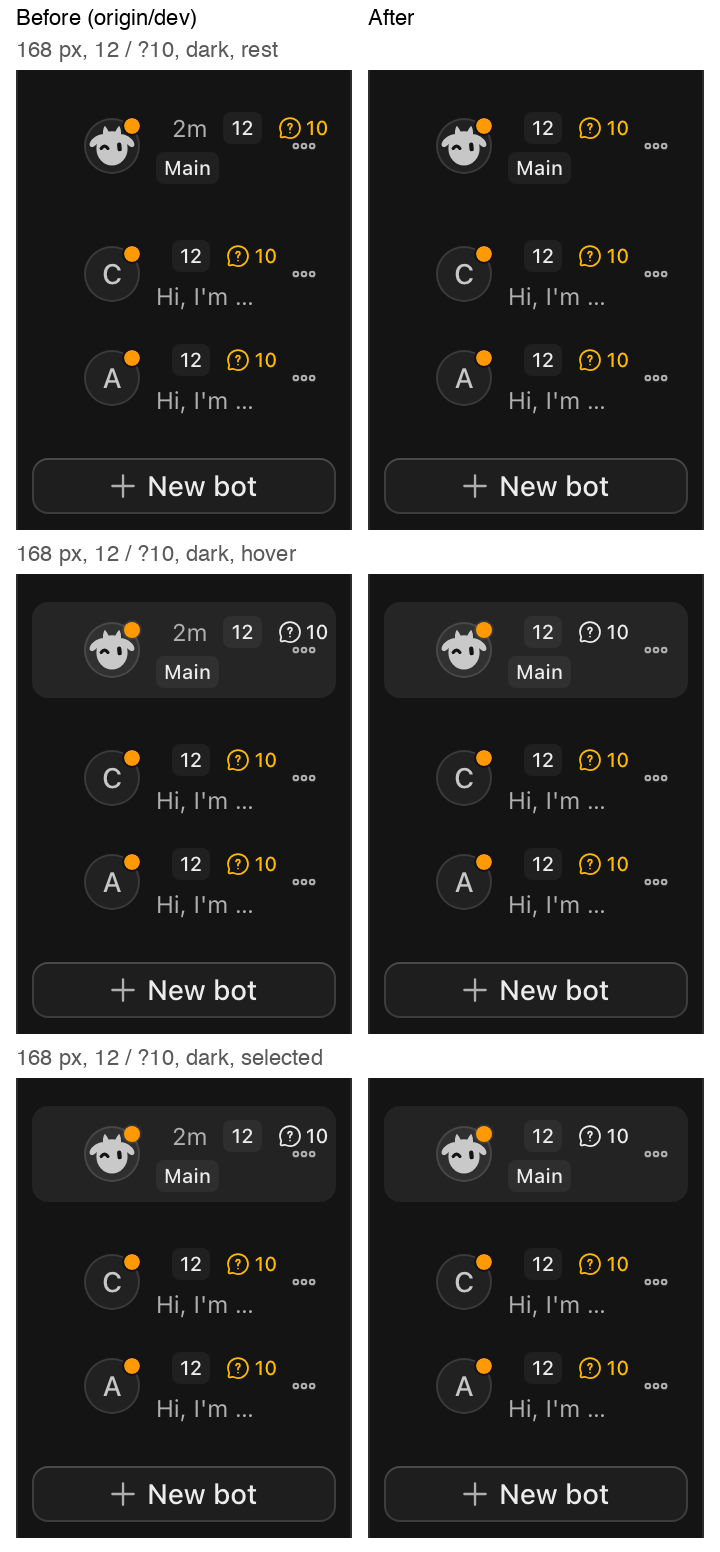 Before (origin/dev) After
168 px, 12 / ?10, dark, rest
2m 12 10 12 10
Main Main
C 12 10 C 12 10
Hi, I'm ... Hi, I'm ...
A 12 10 A 12 10
Hi, I'm ... Hi, I'm ...
+ New bot + New bot
168 px, 12 / ?10, dark, hover
2m 12 10 12 10
Main Main
C 12 10 C 12 10
Hi, I'm ... Hi, I'm ...
A 12 10 A 12 10
Hi, I'm ... Hi, I'm ...
+ New bot + New bot
168 px, 12 / ?10, dark, selected
2m 12 10 12 10
Main Main
C 12 10 C 12 10
Hi, I'm ... Hi, I'm ...
A 12 10 A 12 10
Hi, I'm ... Hi, I'm ...
+ New bot + New bot